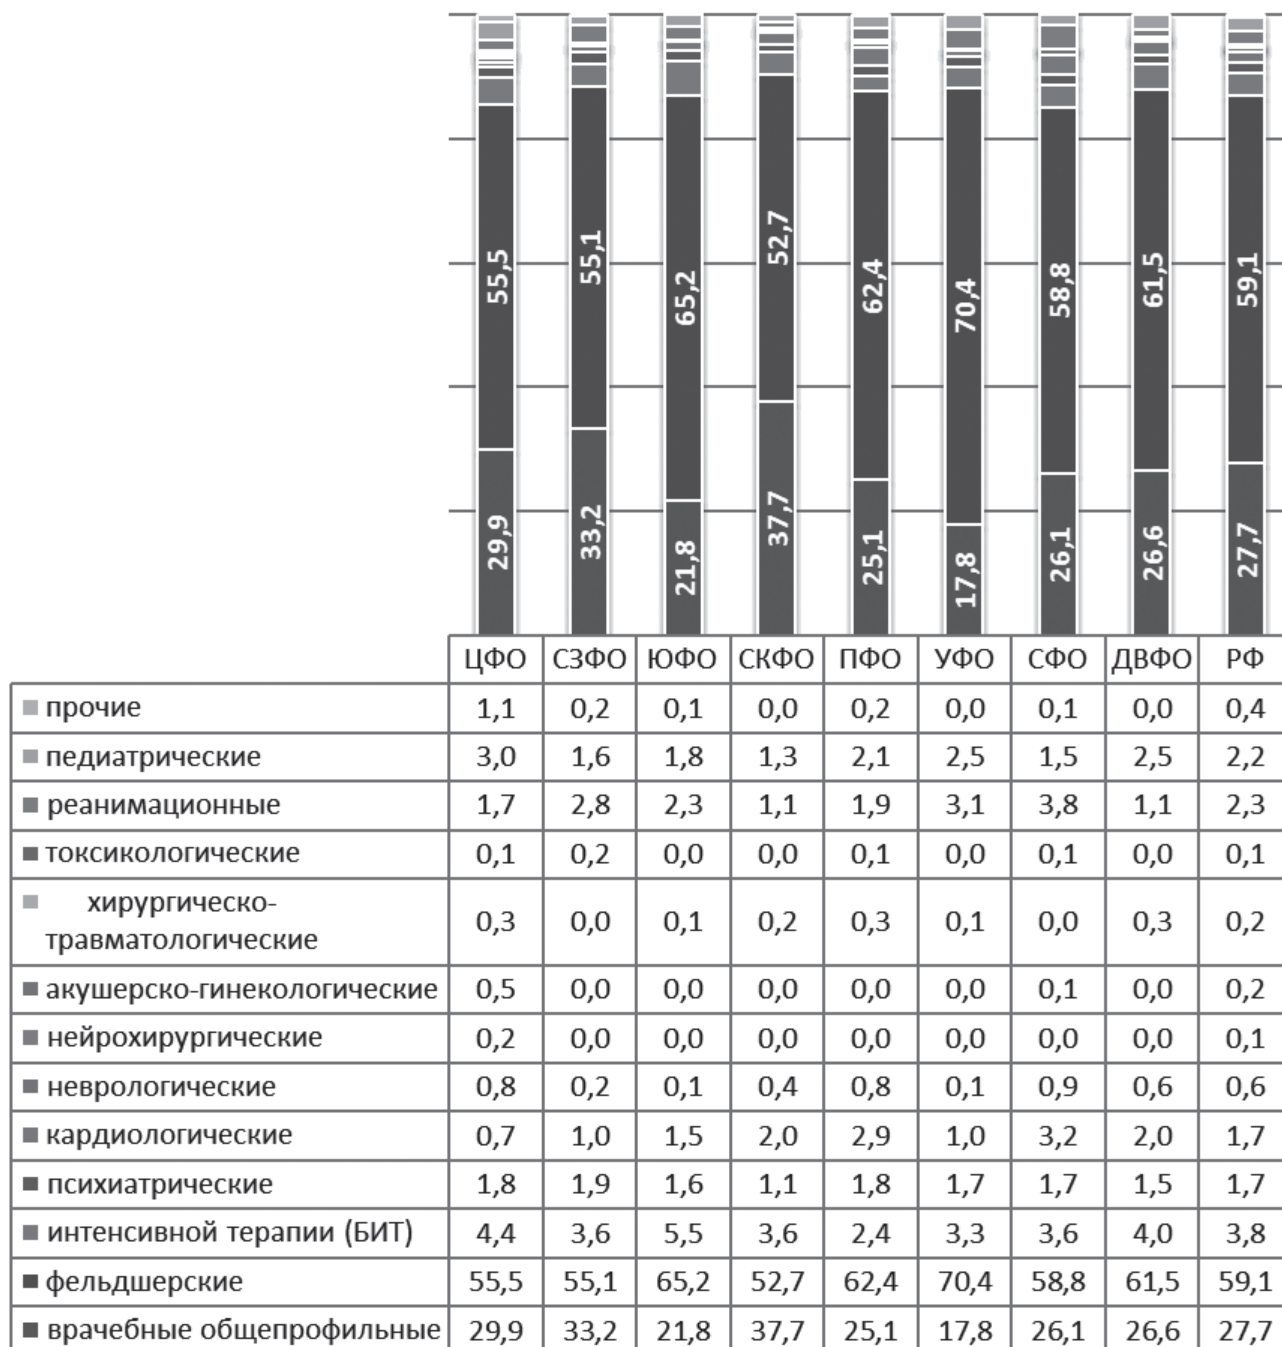 55,5 55,1 65,2 52,7 62,4 70,4 58,8 61,5 59,1
29,9 33,2 21,8 37,7 25,1 17,8 26,1 26,6 27,7
ЦФО СЗФО ЮФО СКФО ПФО УФО СФО ДВФО РФ
прочие 1,1 0,2 0,1 0,0 0,2 0,0 0,1 0,0 0,4
педиатрические 3,0 1,6 1,8 1,3 2,1 2,5 1,5 2,5 2,2
реанимационные 1,7 2,8 2,3 1,1 1,9 3,1 3,8 1,1 2,3
токсикологические 0,1 0,2 0,0 0,0 0,1 0,0 0,1 0,0 0,1
хирургическо-
травматологические 0,3 0,0 0,1 0,2 0,3 0,1 0,0 0,3 0,2
акушерско-гинекологические 0,5 0,0 0,0 0,0 0,0 0,0 0,1 0,0 0,2
нейрохирургические 0,2 0,0 0,0 0,0 0,0 0,0 0,0 0,0 0,1
неврологические 0,8 0,2 0,1 0,4 0,8 0,1 0,9 0,6 0,6
кардиологические 0,7 1,0 1,5 2,0 2,9 1,0 3,2 2,0 1,7
психиатрические 1,8 1,9 1,6 1,1 1,8 1,7 1,7 1,5 1,7
интенсивной терапии (БИТ) 4,4 3,6 5,5 3,6 2,4 3,3 3,6 4,0 3,8
фельдшерские 55,5 55,1 65,2 52,7 62,4 70,4 58,8 61,5 59,1
врачебные общепрофильные 29,9 33,2 21,8 37,7 25,1 17,8 26,1 26,6 27,7